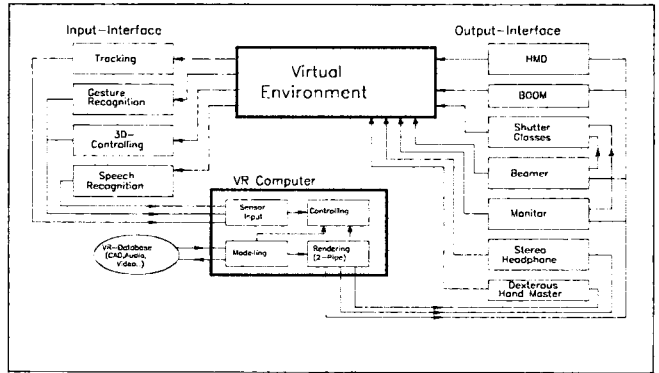 Input-Interface
Tracking
Gesture
Recognition
3D-
Controlling
Speech
Recognition
Virtual
Environment
Output-Interface
HMD
BOOM
Shutter
Glasses
Beamer
Monitor
Stereo
Headphone
Dexterous
Hand Master
VR Computer
Sensor
Input
Controlling
Modelling
Rendering
(2-Pipe)
VR-Database
(CAD,Audio,
Video..)